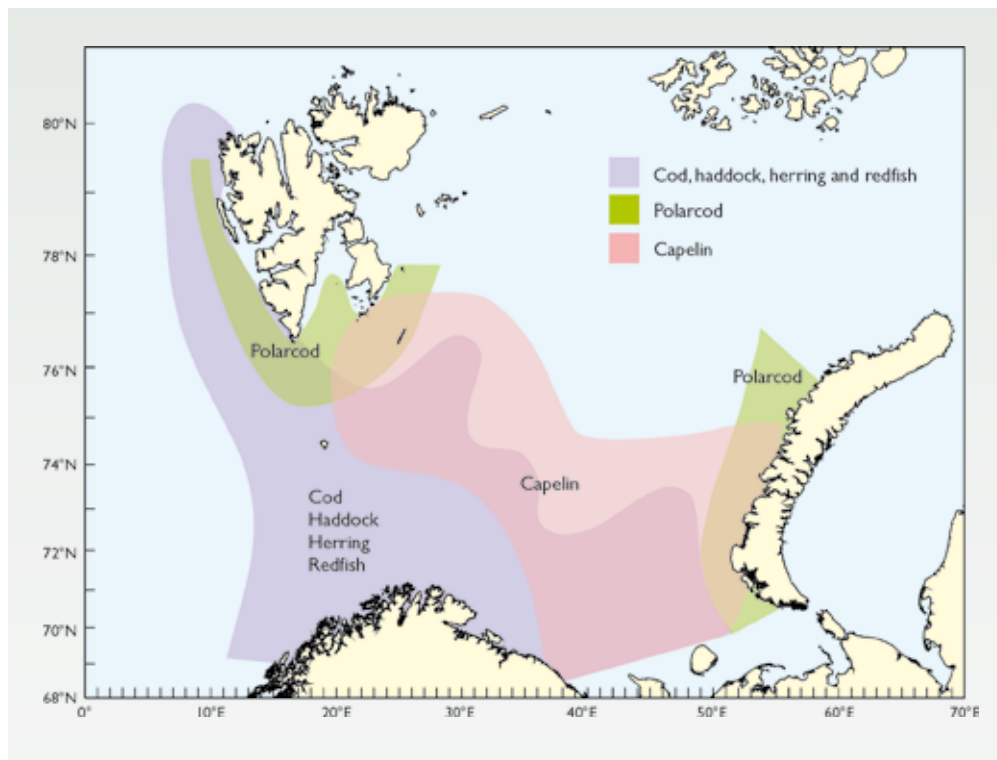 80°N
78°N
76°N
74°N
72°N
70°N
68°N
Cod, haddock, herring and redfish
Polarcod
Capelin
Polarcod
Polarcod
Capelin
Cod
Haddock
Herring
Redfish
0° 10°E 20°E 30°E 40°E 50°E 60°E 70°E